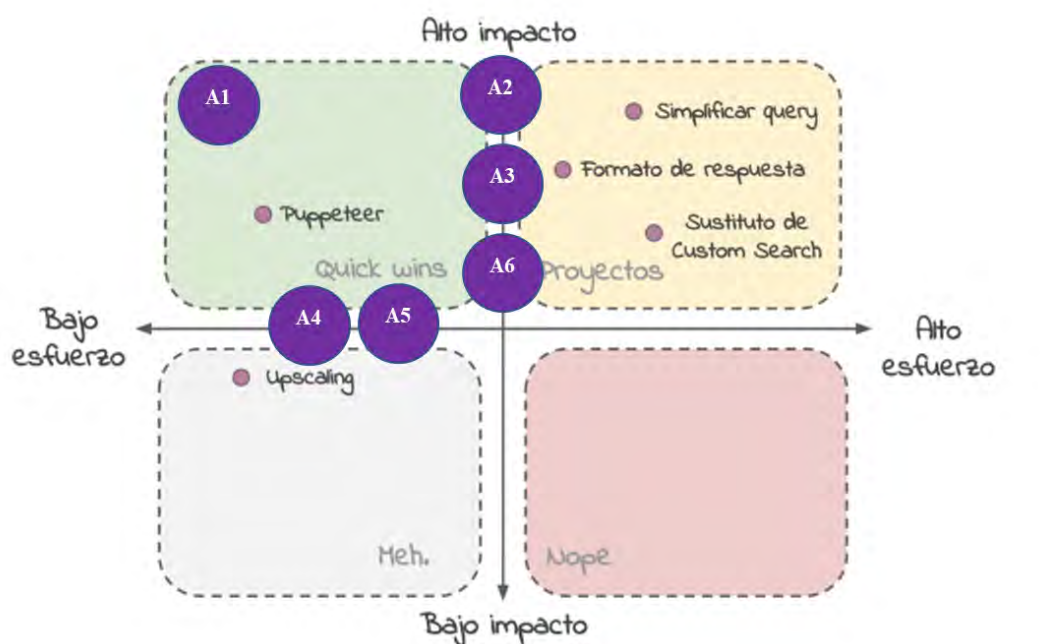 Alto impacto
A1
A2
Simplificar query
A3
Formato de respuesta
Puppeteer
Sustituto de
Custom Search
Quick wins
A6
Proyectos
Bajo
esfuerzo
A4
A5
Alto
esfuerzo
Upscaling
Meh.
Nope
Bajo impacto